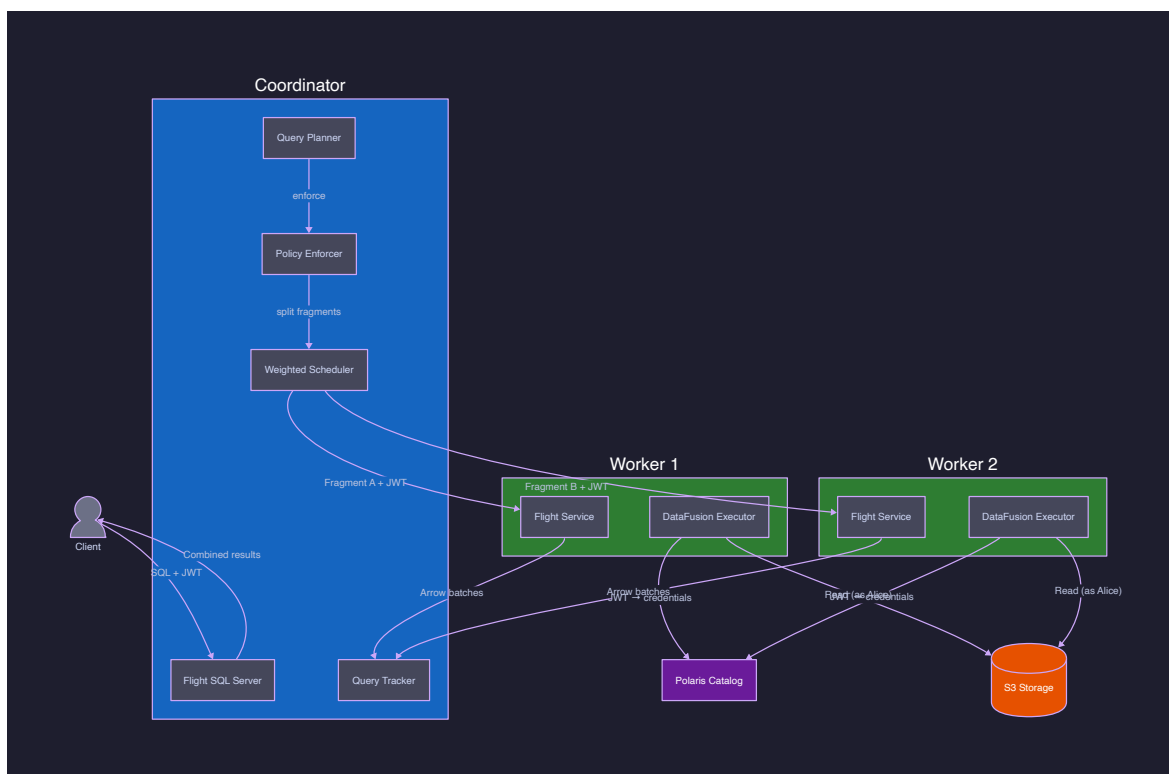 Coordinator
Query Planner
enforce
Policy Enforcer
split fragments
Weighted Scheduler
Fragment A + JWT
Fragment B + JWT
Worker 1
Flight Service
DataFusion Executor
Worker 2
Flight Service
DataFusion Executor
Client
SQL + JWT
Combined results
Arrow batches
Arrow batches
JWT → credentials
Read (as Alice)
JWT → credentials
Read (as Alice)
Flight SQL Server
Query Tracker
Polaris Catalog
S3 Storage